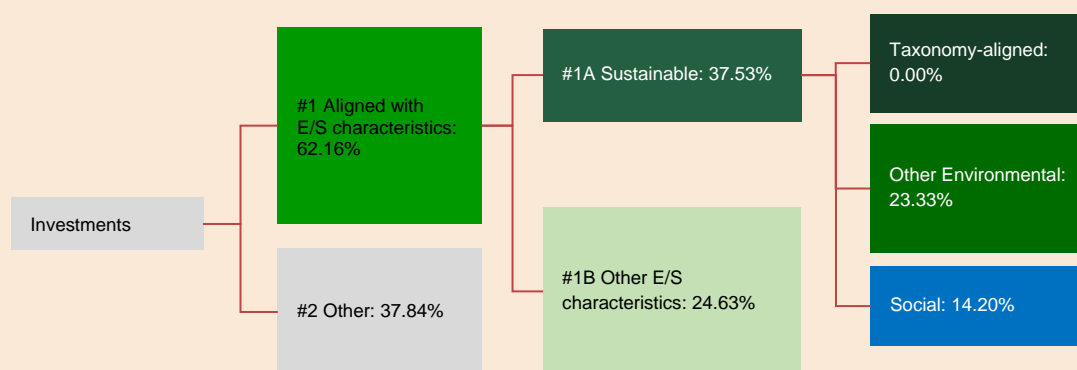 Investments
#1 Aligned with
E/S characteristics:
62.16%
#2 Other: 37.84%
#1A Sustainable: 37.53%
#1B Other E/S
characteristics: 24.63%
Taxonomy-aligned:
0.00%
Other Environmental:
23.33%
Social: 14.20%